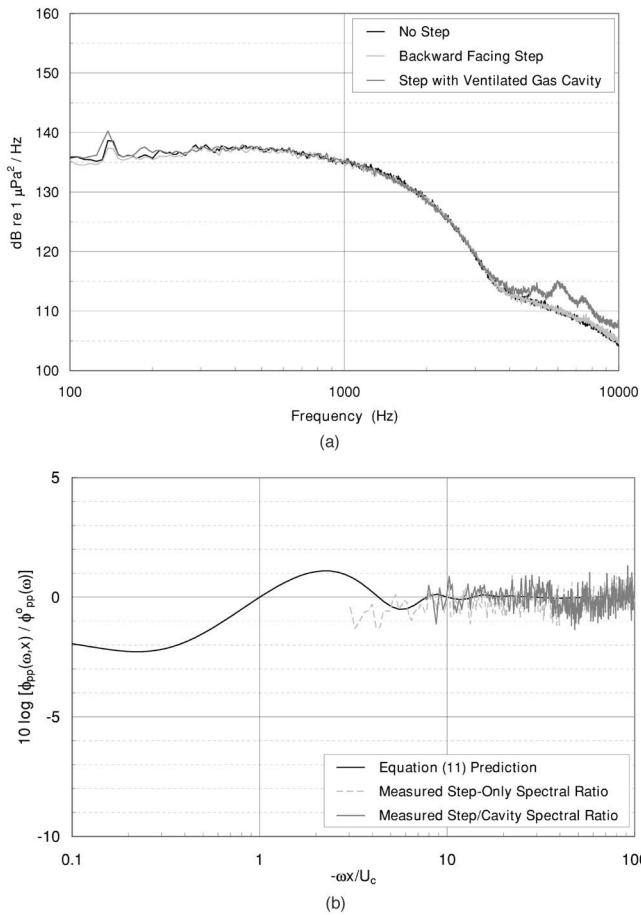 160
150
140
130
120
110
100
dB re 1 μPa² / Hz
No Step
Backward Facing Step
Step with Ventilated Gas Cavity
100
1000
10000
Frequency (Hz)
(a)
5
0
-5
-10
10 log [ϕpp(ω,x) / ϕ°pp(ω)]
Equation (11) Prediction
Measured Step-Only Spectral Ratio
Measured Step/Cavity Spectral Ratio
0.1
1
10
100
-ωx/Uc
(b)